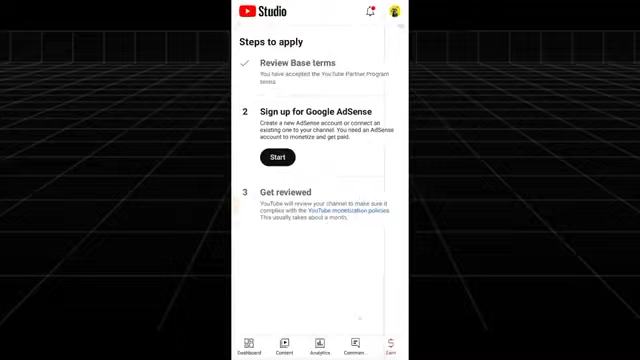 Studio
Steps to apply
Review Base terms
You have accepted the YouTube Partner Program
terms
2 Sign up for Google AdSense
Create a new AdSense account or connect an
existing one to your channel. You need an AdSense
account to monetize and get paid.
Start
3 Get reviewed
YouTube will review your channel to make sure it
complies with the YouTube monetization policies.
This usually takes about a month.
Dashboard Content Analytics Commen... Earn